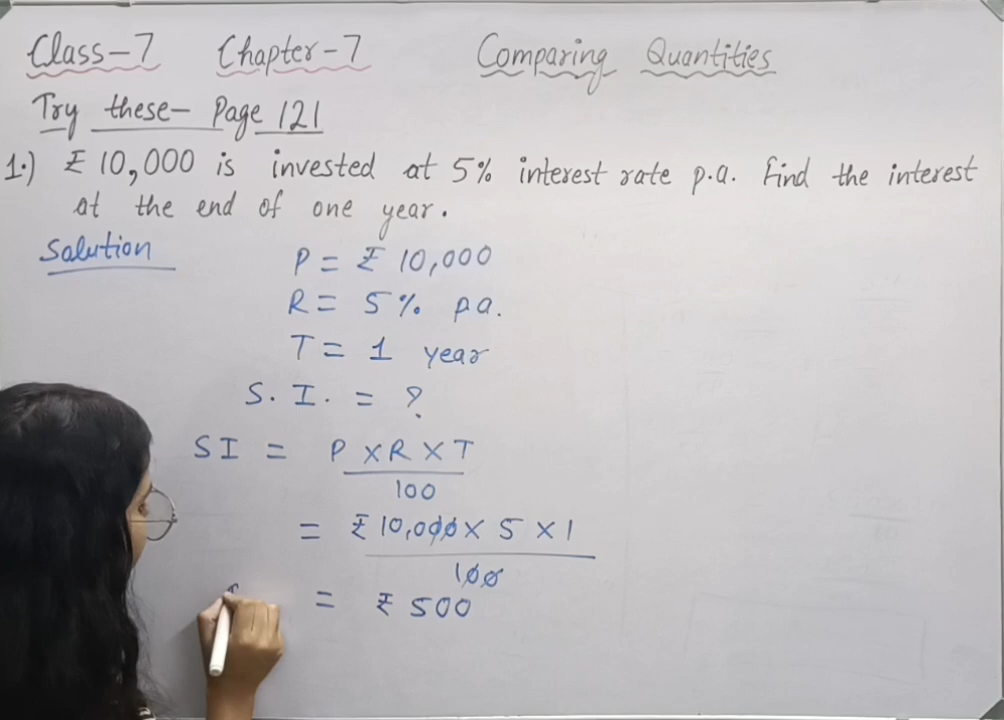 Class-7 Chapter-7 Comparing Quantities
Try these- Page 121
1.) ₹ 10,000 is invested at 5% interest rate p.a. Find the interest
at the end of one year.
Solution
P = ₹ 10,000
R = 5% p.a.
T = 1 year
S. I. = ?
SI = P × R × T
100
= ₹ 10,000 × 5 × 1
100
= ₹ 500